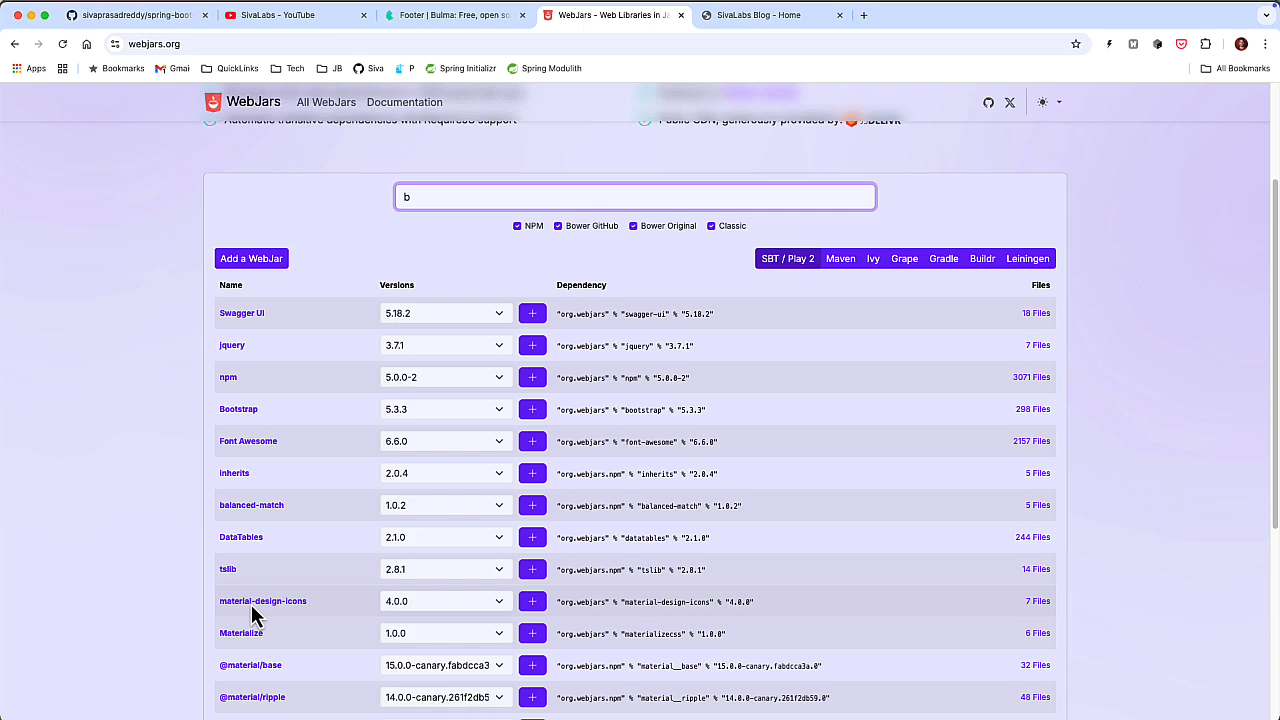 sivaprasadreddy/spring-boot
SivaLabs - YouTube
Footer | Bulma: Free, open so
WebJars - Web Libraries in Ja
SivaLabs Blog - Home
webjars.org
Apps
Bookmarks
Gmai
QuickLinks
Tech
JB
Siva
P
Spring Initializr
Spring Modulith
All Bookmarks
WebJars
All WebJars
Documentation
Automatic Transitive dependencies with RequireJS support
Public CDN, generously provided by: JSDELIVR
b
NPM
Bower GitHub
Bower Original
Classic
Add a WebJar
SBT / Play 2
Maven
Ivy
Grape
Gradle
Buildr
Leiningen
Name Versions Dependency Files
Swagger UI 5.18.2 + "org.webjars" % "swagger-ui" % "5.18.2" 18 Files
jquery 3.7.1 + "org.webjars" % "jquery" % "3.7.1" 7 Files
npm 5.0.0-2 + "org.webjars" % "npm" % "5.0.0-2" 3071 Files
Bootstrap 5.3.3 + "org.webjars" % "bootstrap" % "5.3.3" 298 Files
Font Awesome 6.6.0 + "org.webjars" % "font-awesome" % "6.6.0" 2157 Files
inherits 2.0.4 + "org.webjars.npm" % "inherits" % "2.0.4" 5 Files
balanced-match 1.0.2 + "org.webjars.npm" % "balanced-match" % "1.0.2" 5 Files
DataTables 2.1.0 + "org.webjars" % "datatables" % "2.1.0" 244 Files
tslib 2.8.1 + "org.webjars.npm" % "tslib" % "2.8.1" 14 Files
material-design-icons 4.0.0 + "org.webjars" % "material-design-icons" % "4.0.0" 7 Files
Materialize 1.0.0 + "org.webjars" % "materializecss" % "1.0.0" 6 Files
@material/base 15.0.0-canary.fabdcca3 + "org.webjars.npm" % "material__base" % "15.0.0-canary.fabdcca3a.0" 32 Files
@material/ripple 14.0.0-canary.261f2db5 + "org.webjars.npm" % "material__ripple" % "14.0.0-canary.261f2db59.0" 48 Files